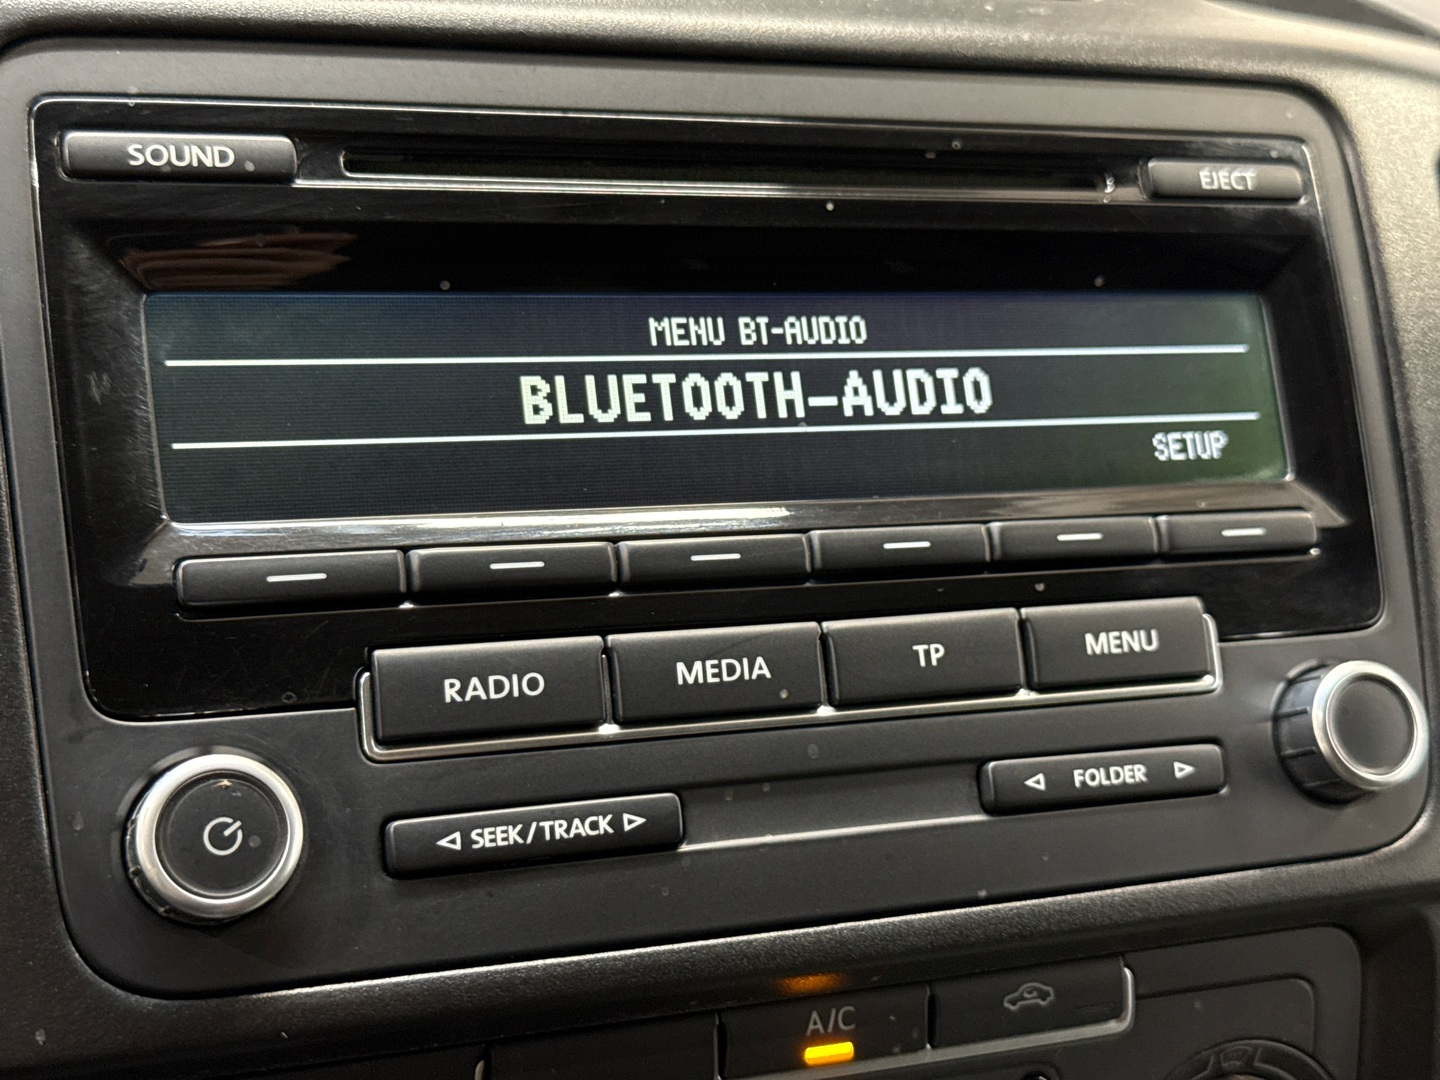 SOUND
EJECT
MENU BT-AUDIO
BLUETOOTH-AUDIO
SETUP
RADIO
MEDIA
TP
MENU
SEEK/TRACK
FOLDER
A/C